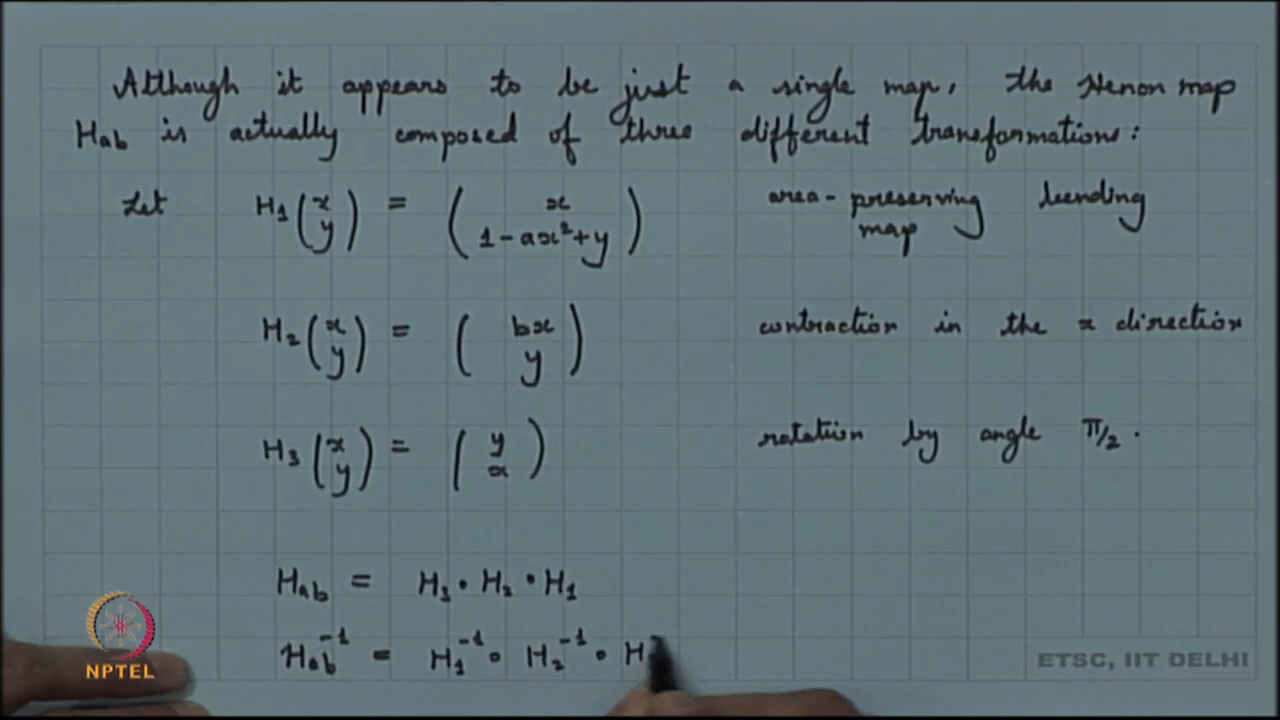 Although it appears to be just a single map, the Henon map
Hab is actually composed of three different transformations:
Let H₁(x y) = (x 1-ax²+y) area-preserving bending map
H₂(x y) = (bx y) contraction in the x direction
H₃(x y) = (y x) rotation by angle π/2.
Hab = H₃ · H₂ · H₁
Hab⁻¹ = H₁⁻¹ ∘ H₂⁻¹ ∘ H
NPTEL
ETSC, IIT DELHI